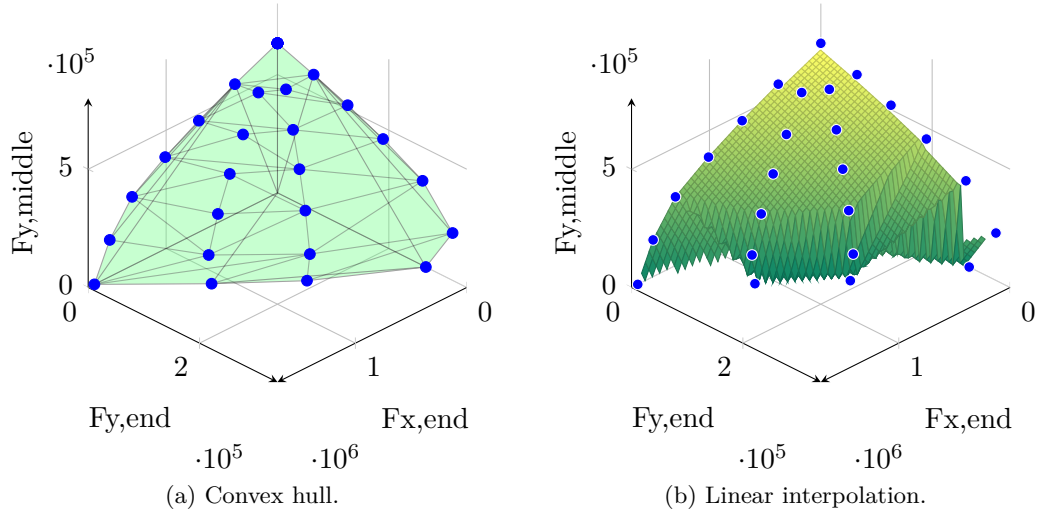 ·10^5
5
0
0
2
1
0
Fy,middle
Fy,end
Fx,end
·10^5
·10^6
(a) Convex hull.
·10^5
5
0
0
2
1
0
Fy,middle
Fy,end
Fx,end
·10^5
·10^6
(b) Linear interpolation.